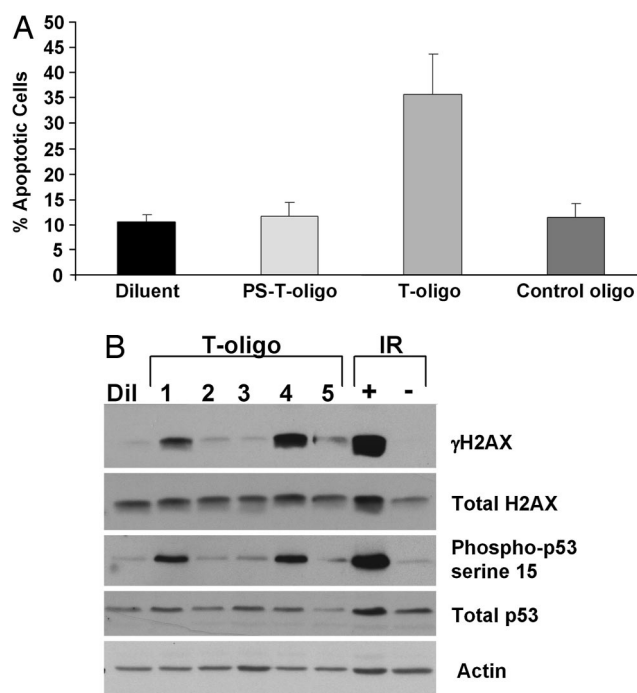 A
% Apoptotic Cells
50
45
40
35
30
25
20
15
10
5
0
Diluent PS-T-oligo T-oligo Control oligo
B
T-oligo IR
Dil 1 2 3 4 5 + -
γH2AX
Total H2AX
Phospho-p53
serine 15
Total p53
Actin